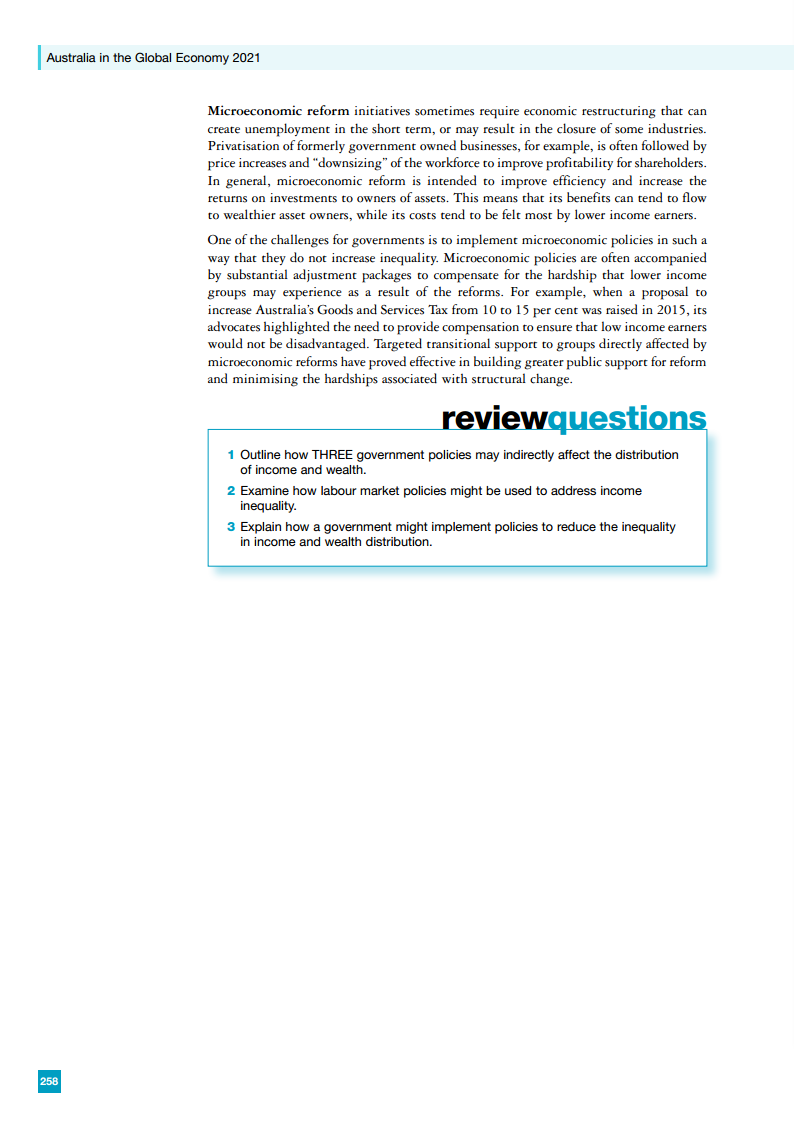 Australia in the Global Economy 2021
Microeconomic reform initiatives sometimes require economic restructuring that can
create unemployment in the short term, or may result in the closure of some industries.
Privatisation of formerly government owned businesses, for example, is often followed by
price increases and “downsizing” of the workforce to improve profitability for shareholders.
In general, microeconomic reform is intended to improve efficiency and increase the
returns on investments to owners of assets. This means that its benefits can tend to flow
to wealthier asset owners, while its costs tend to be felt most by lower income earners.
One of the challenges for governments is to implement microeconomic policies in such a
way that they do not increase inequality. Microeconomic policies are often accompanied
by substantial adjustment packages to compensate for the hardship that lower income
groups may experience as a result of the reforms. For example, when a proposal to
increase Australia’s Goods and Services Tax from 10 to 15 per cent was raised in 2015, its
advocates highlighted the need to provide compensation to ensure that low income earners
would not be disadvantaged. Targeted transitional support to groups directly affected by
microeconomic reforms have proved effective in building greater public support for reform
and minimising the hardships associated with structural change.
reviewquestions
1 Outline how THREE government policies may indirectly affect the distribution
of income and wealth.
2 Examine how labour market policies might be used to address income
inequality.
3 Explain how a government might implement policies to reduce the inequality
in income and wealth distribution.
258